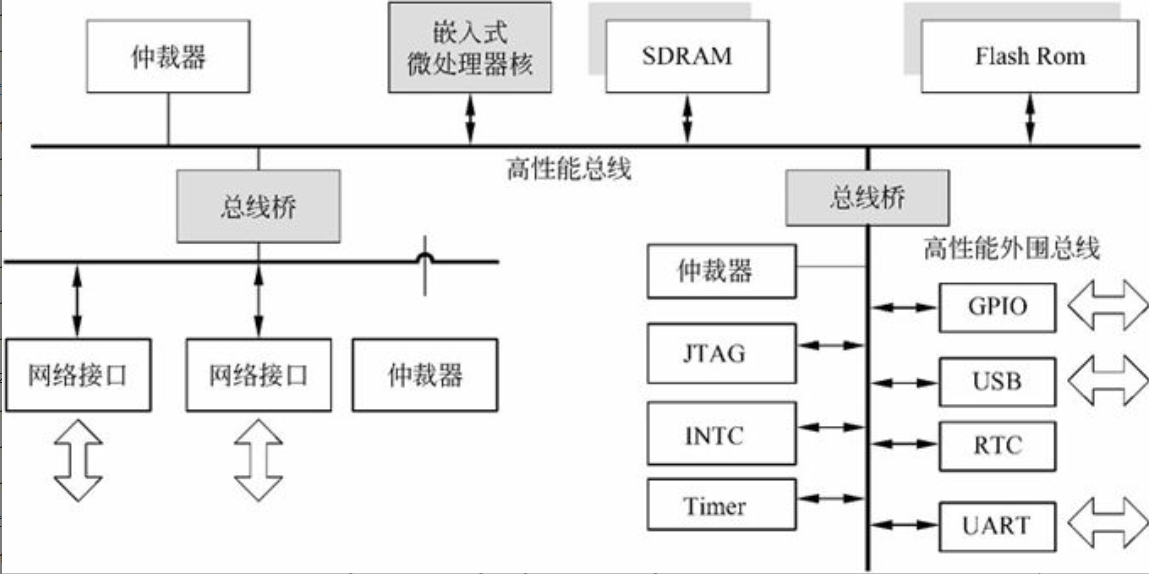 仲裁器
嵌入式
微处理器核
SDRAM
Flash Rom
高性能总线
总线桥
总线桥
高性能外围总线
仲裁器
GPIO
JTAG
网络接口
网络接口
仲裁器
USB
INTC
RTC
Timer
UART